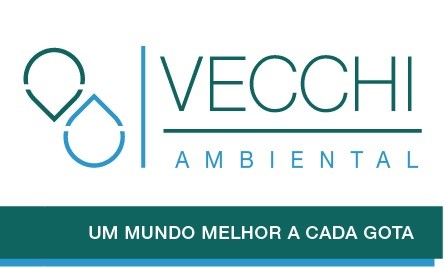 VECCHI
AMBIENTAL
UM MUNDO MELHOR A CADA GOTA